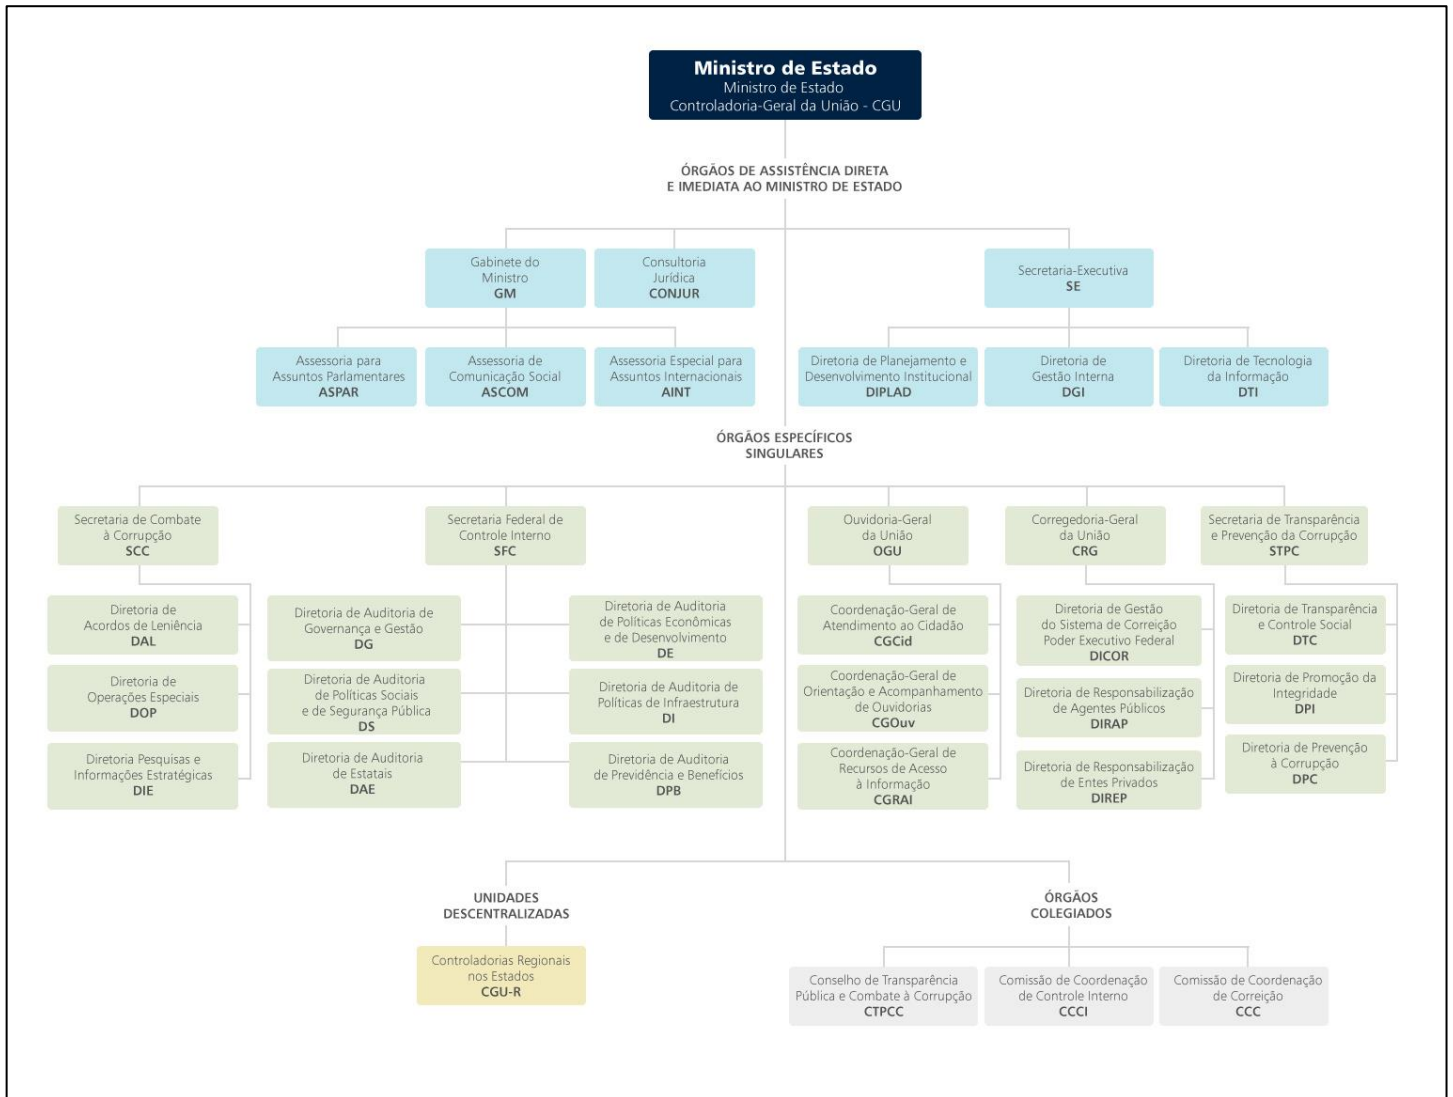 Ministro de Estado
Ministro de Estado
Controladoria-Geral da União - CGU
ÓRGÃOS DE ASSISTÊNCIA DIRETA
E IMEDIATA AO MINISTRO DE ESTADO
Gabinete do
Ministro
GM
Consultoria
Jurídica
CONJUR
Secretaria-Executiva
SE
Assessoria para
Assuntos Parlamentares
ASPAR
Assessoria de
Comunicação Social
ASCOM
Assessoria Especial para
Assuntos Internacionais
AINT
Diretoria de Planejamento e
Desenvolvimento Institucional
DIPLAD
Diretoria de
Gestão Interna
DGI
Diretoria de Tecnologia
da Informação
DTI
ÓRGÃOS ESPECÍFICOS
SINGULARES
Secretaria de Combate
à Corrupção
SCC
Secretaria Federal de
Controle Interno
SFC
Ouvidoria-Geral
da União
OGU
Corregedoria-Geral
da União
CRG
Secretaria de Transparência
e Prevenção da Corrupção
STPC
Diretoria de
Acordos de Leniência
DAL
Diretoria de Auditoria de
Governança e Gestão
DG
Diretoria de Auditoria
de Políticas Econômicas
e de Desenvolvimento
DE
Coordenação-Geral de
Atendimento ao Cidadão
CGCid
Diretoria de Gestão
do Sistema de Correição
Poder Executivo Federal
DICOR
Diretoria de Transparência
e Controle Social
DTC
Diretoria de
Operações Especiais
DOP
Diretoria de Auditoria
de Políticas Sociais
e de Segurança Pública
DS
Diretoria de Auditoria de
Políticas de Infraestrutura
DI
Coordenação-Geral de
Orientação e Acompanhamento
de Ouvidorias
CGOuv
Diretoria de Responsabilização
de Agentes Públicos
DIRAP
Diretoria de Promoção da
Integridade
DPI
Diretoria Pesquisas e
Informações Estratégicas
DIE
Diretoria de Auditoria
de Estatais
DAE
Diretoria de Auditoria
de Previdência e Benefícios
DPB
Coordenação-Geral de
Recursos de Acesso
à Informação
CGRAI
Diretoria de Responsabilização
de Entes Privados
DIREP
Diretoria de Prevenção
à Corrupção
DPC
UNIDADES
DESCENTRALIZADAS
ÓRGÃOS
COLEGIADOS
Controladorias Regionais
nos Estados
CGU-R
Conselho de Transparência
Pública e Combate à Corrupção
CTPCC
Comissão de Coordenação
de Controle Interno
CCCI
Comissão de Coordenação
de Correição
CCC